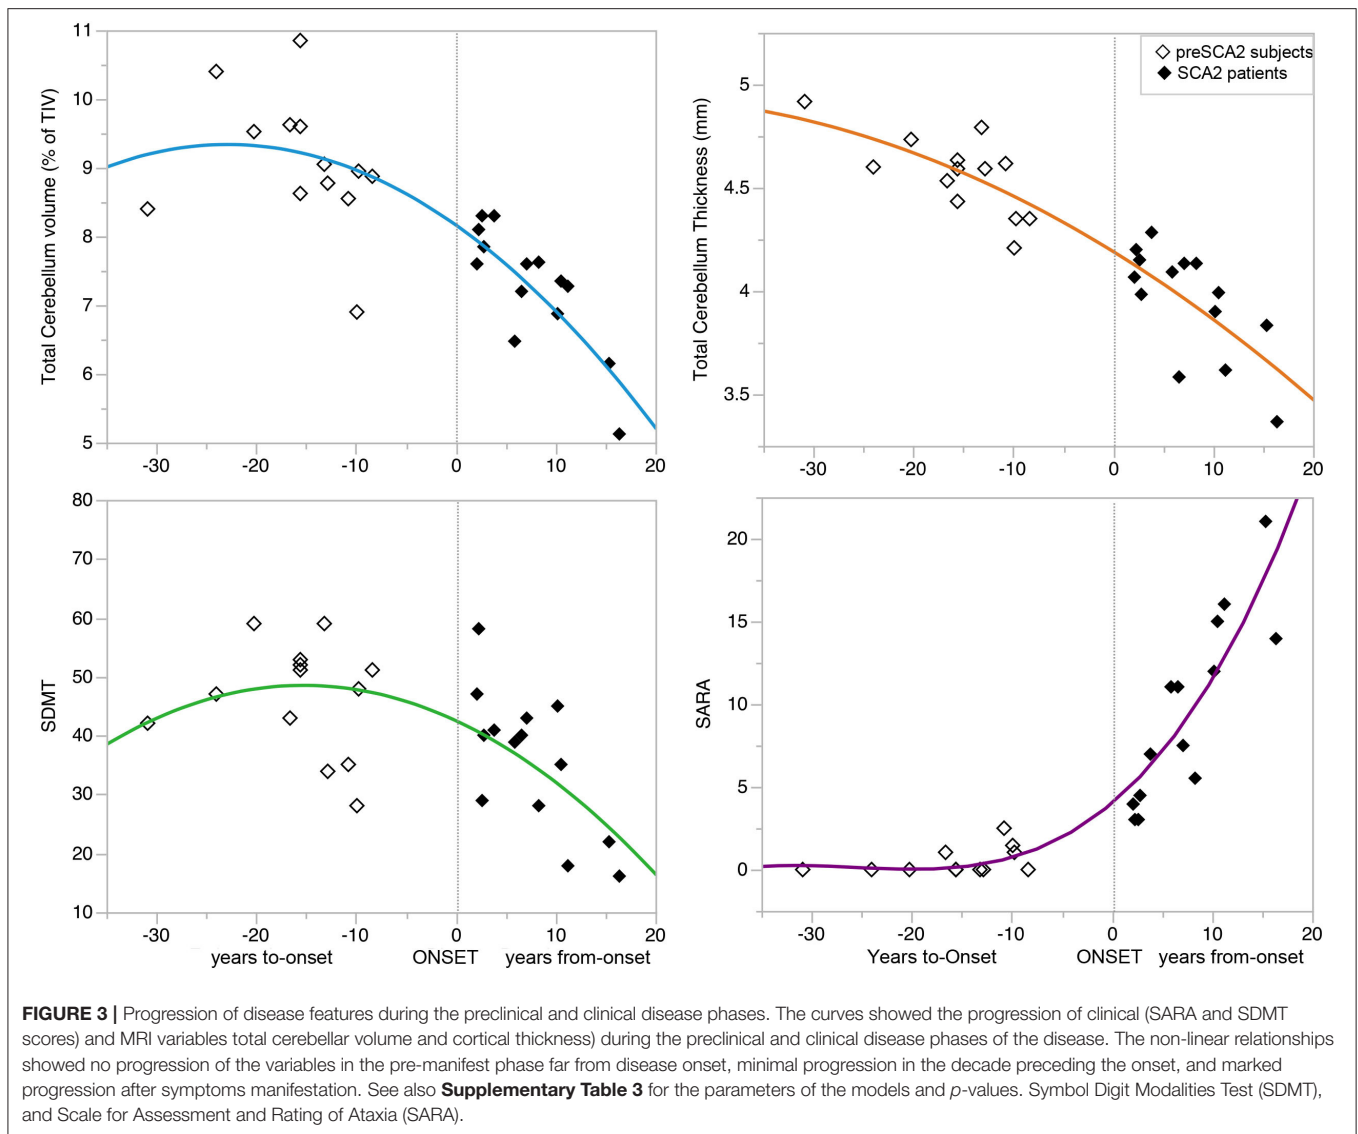 11
10
9
8
7
6
5
Total Cerebellum volume (% of TIV)
-30 -20 -10 0 10 20
5
4.5
4
3.5
Total Cerebellum Thickness (mm)
preSCA2 subjects
SCA2 patients
-30 -20 -10 0 10 20
80
70
60
50
40
30
20
10
SDMT
-30 -20 -10 0 10 20
years to-onset ONSET years from-onset
20
15
10
5
0
SARA
-30 -20 -10 0 10 20
Years to-Onset ONSET years from-onset
FIGURE 3 | Progression of disease features during the preclinical and clinical disease phases. The curves showed the progression of clinical (SARA and SDMT
scores) and MRI variables total cerebellar volume and cortical thickness) during the preclinical and clinical disease phases of the disease. The non-linear relationships
showed no progression of the variables in the pre-manifest phase far from disease onset, minimal progression in the decade preceding the onset, and marked
progression after symptoms manifestation. See also Supplementary Table 3 for the parameters of the models and p-values. Symbol Digit Modalities Test (SDMT),
and Scale for Assessment and Rating of Ataxia (SARA).